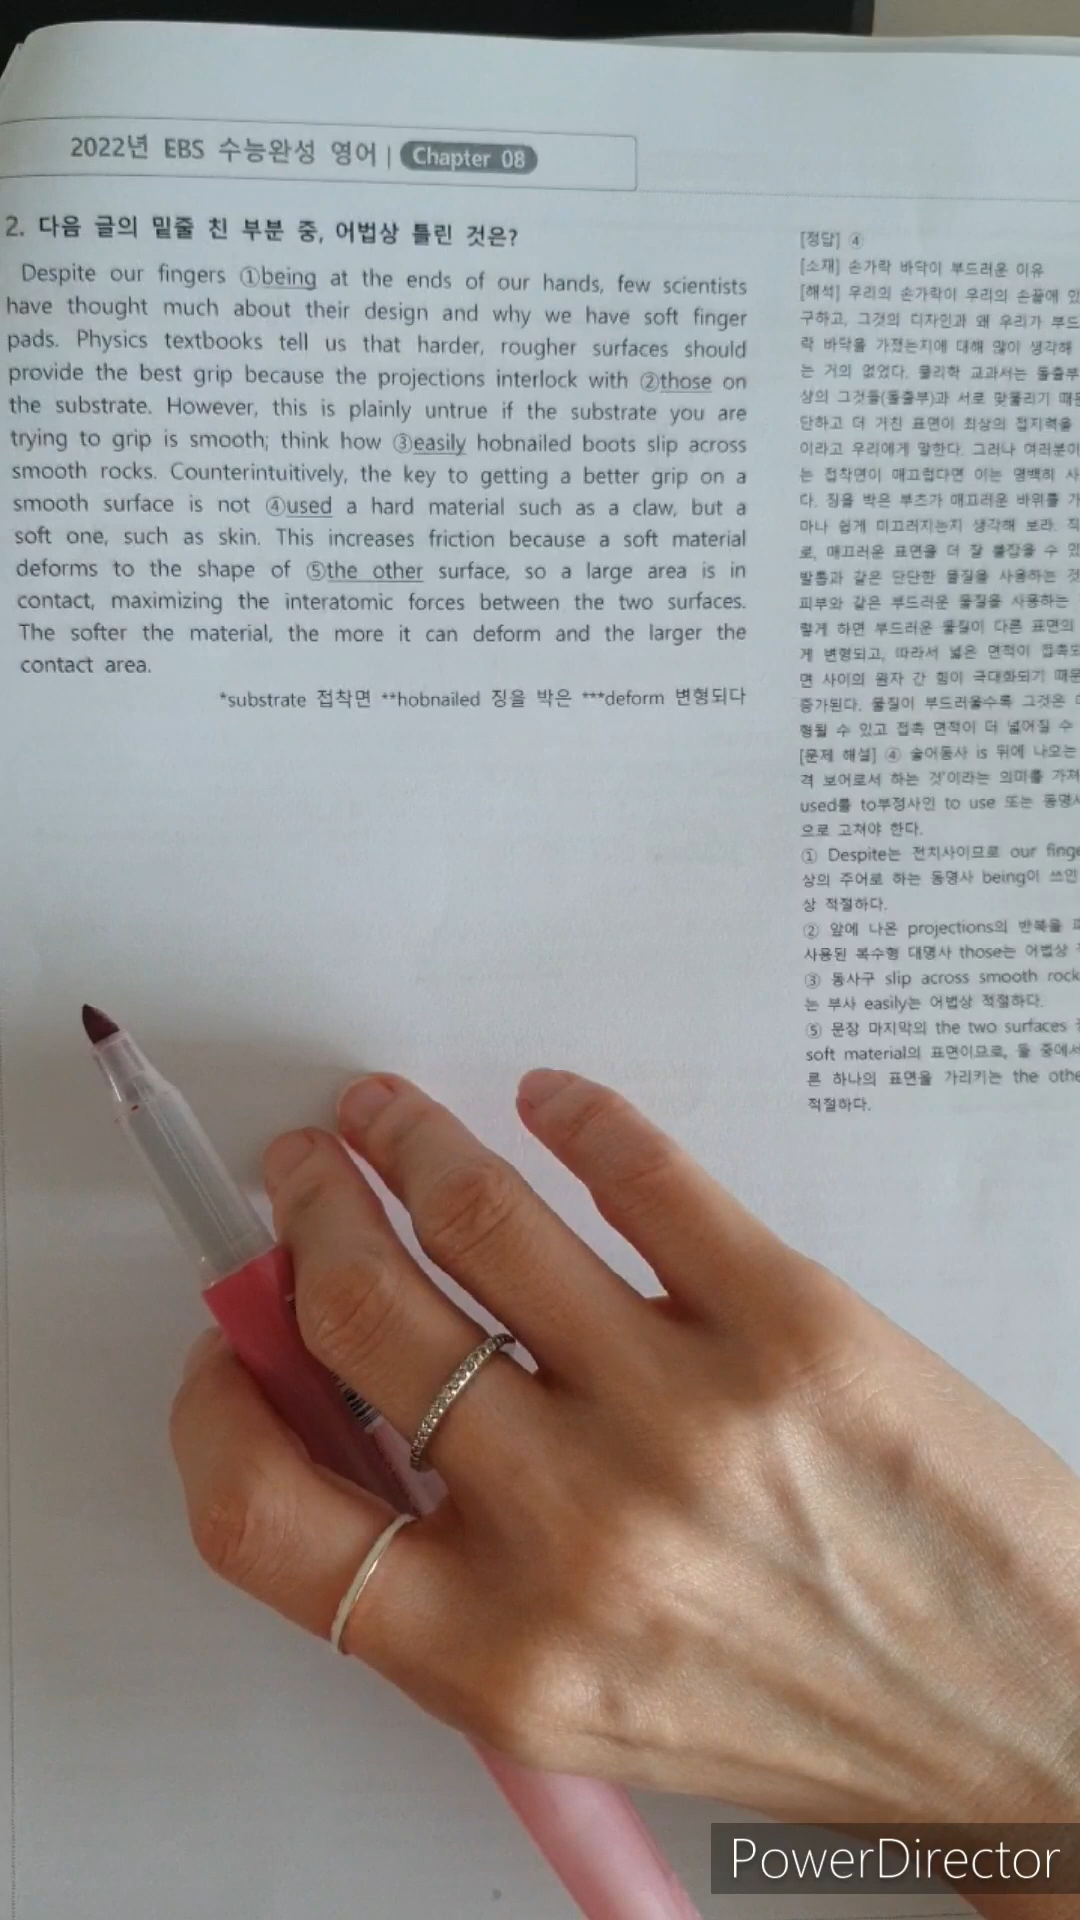 2022년 EBS 수능완성 영어 | Chapter 08
2. 다음 글의 밑줄 친 부분 중, 어법상 틀린 것은?
Despite our fingers ①being at the ends of our hands, few scientists
have thought much about their design and why we have soft finger
pads. Physics textbooks tell us that harder, rougher surfaces should
provide the best grip because the projections interlock with ②those on
the substrate. However, this is plainly untrue if the substrate you are
trying to grip is smooth; think how ③easily hobnailed boots slip across
smooth rocks. Counterintuitively, the key to getting a better grip on a
smooth surface is not ④used a hard material such as a claw, but a
soft one, such as skin. This increases friction because a soft material
deforms to the shape of ⑤the other surface, so a large area is in
contact, maximizing the interatomic forces between the two surfaces.
The softer the material, the more it can deform and the larger the
contact area.
*substrate 접착면 **hobnailed 징을 박은 ***deform 변형되다
[정답] ④
[소재] 손가락 바닥이 부드러운 이유
[해석] 우리의 손가락이 우리의 손끝에
구하고, 그것의 디자인과 왜 우리가
락 바닥을 가졌는지에 대해 많이 생각해
는 거의 없었다. 물리학 교과서는
상의 그것들(돌출부)과 서로 맞물리기
단하고 더 거친 표면이 최상의 접지력을
이라고 우리에게 말한다. 그러나
는 접착면이 매끄럽다면 이는 명백히
다. 징을 박은 부츠가 매끄러운 바위를
마나 쉽게 미끄러지는지 생각해 보라.
로, 매끄러운 표면을 더 잘 붙잡을 수
발톱과 같은 단단한 물질을 사용하는
피부와 같은 부드러운 물질을 사용하는
렇게 하면 부드러운 물질이 다른 표면의
게 변형되고, 따라서 넓은 면적이
면 사이의 원자 간 힘이 극대화되기
증가된다. 물질이 부드러울수록 그것은
형될 수 있고 접촉 면적이 더 넓어질 수
[문제 해설] ④ 술어동사 is 뒤에 나오는
격 보어로서 하는 것'이라는 의미를
used를 to부정사인 to use 또는
으로 고쳐야 한다.
① Despite는 전치사이므로 our
상의 주어로 하는 동명사 being이 쓰인
상 적절하다.
② 앞에 나온 projections의 반복을
사용된 복수형 대명사 those는 어법상
③ 동사구 slip across smooth
는 부사 easily는 어법상 적절하다.
⑤ 문장 마지막의 the two surfaces
soft material의 표면이므로, 둘 중에서
른 하나의 표면을 가리키는 the
적절하다.
PowerDirector